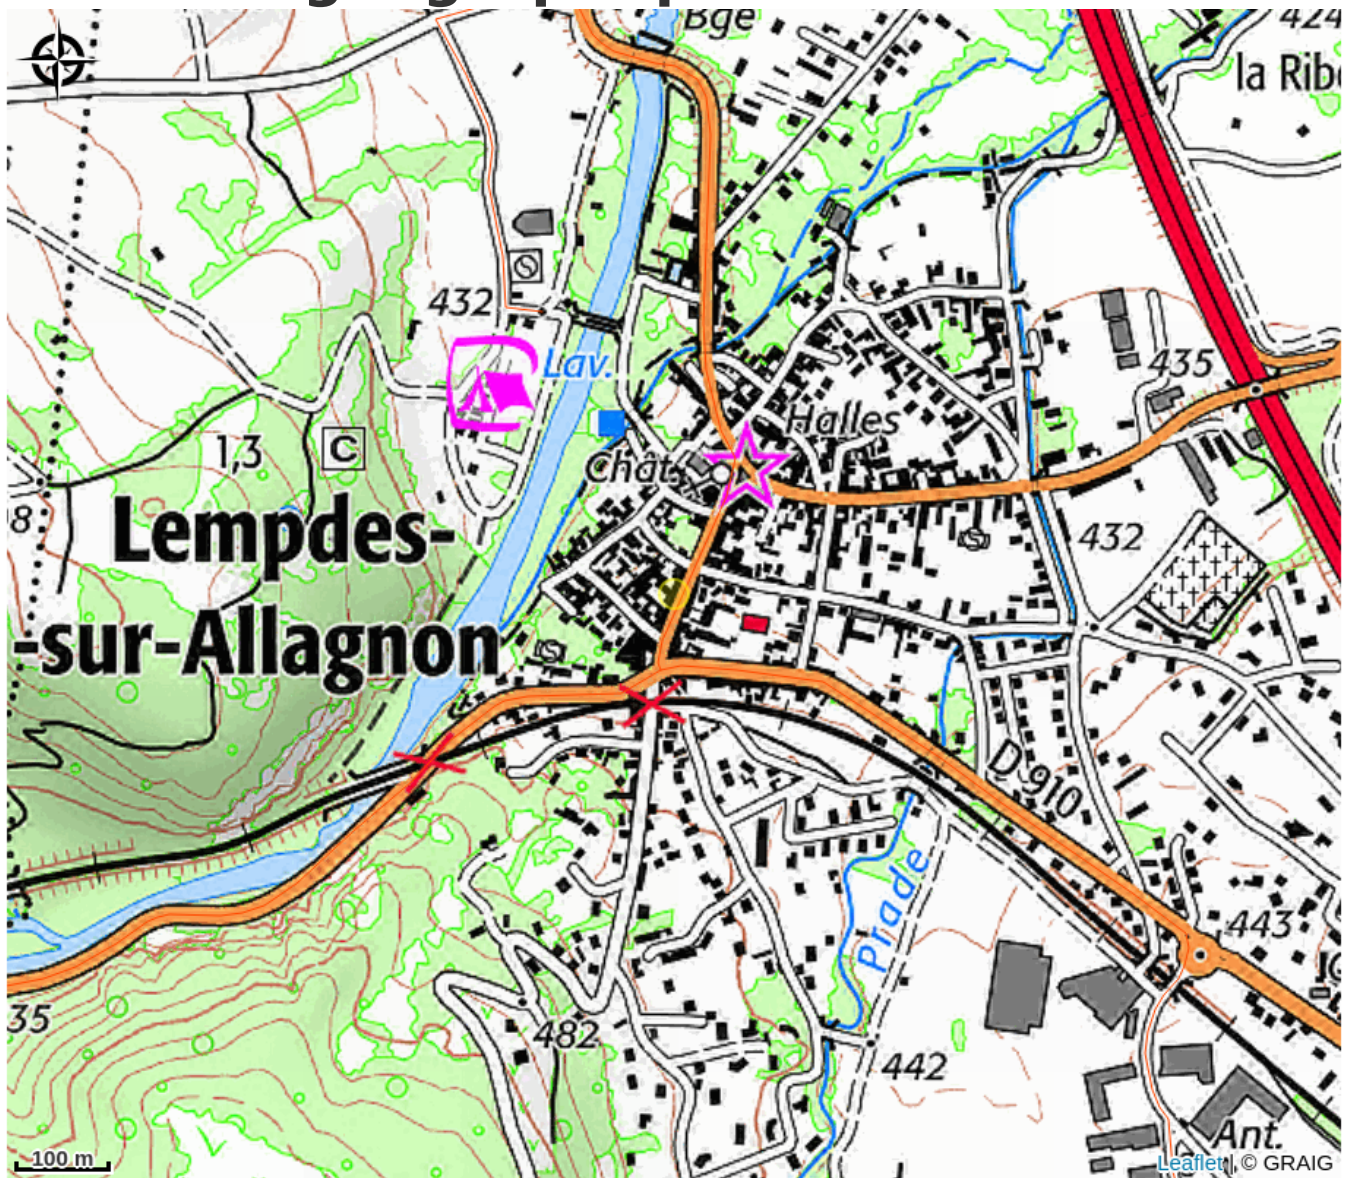 Bge
424
la Rib
432
Lav.
435
Halles
1,3
C
Chât.
8
Lempdes-
432
-sur-Allagnon
D 910
Prade
443
35
482
442
Ant.
100 m
Leaflet | © GRAIG